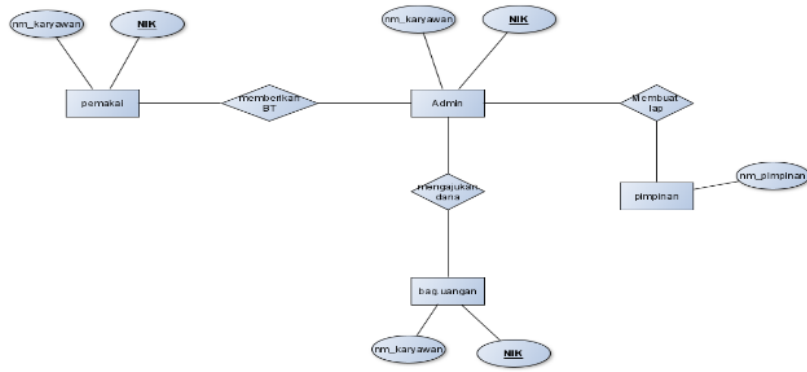 nm_karyawan
NIK
nm_karyawan
NIK
pemakai
memberikan
BT
Admin
Membuat
lap
mengajukan
dana
nm_pimpinan
pimpinan
bag.uangan
nm_karyawan
NIK